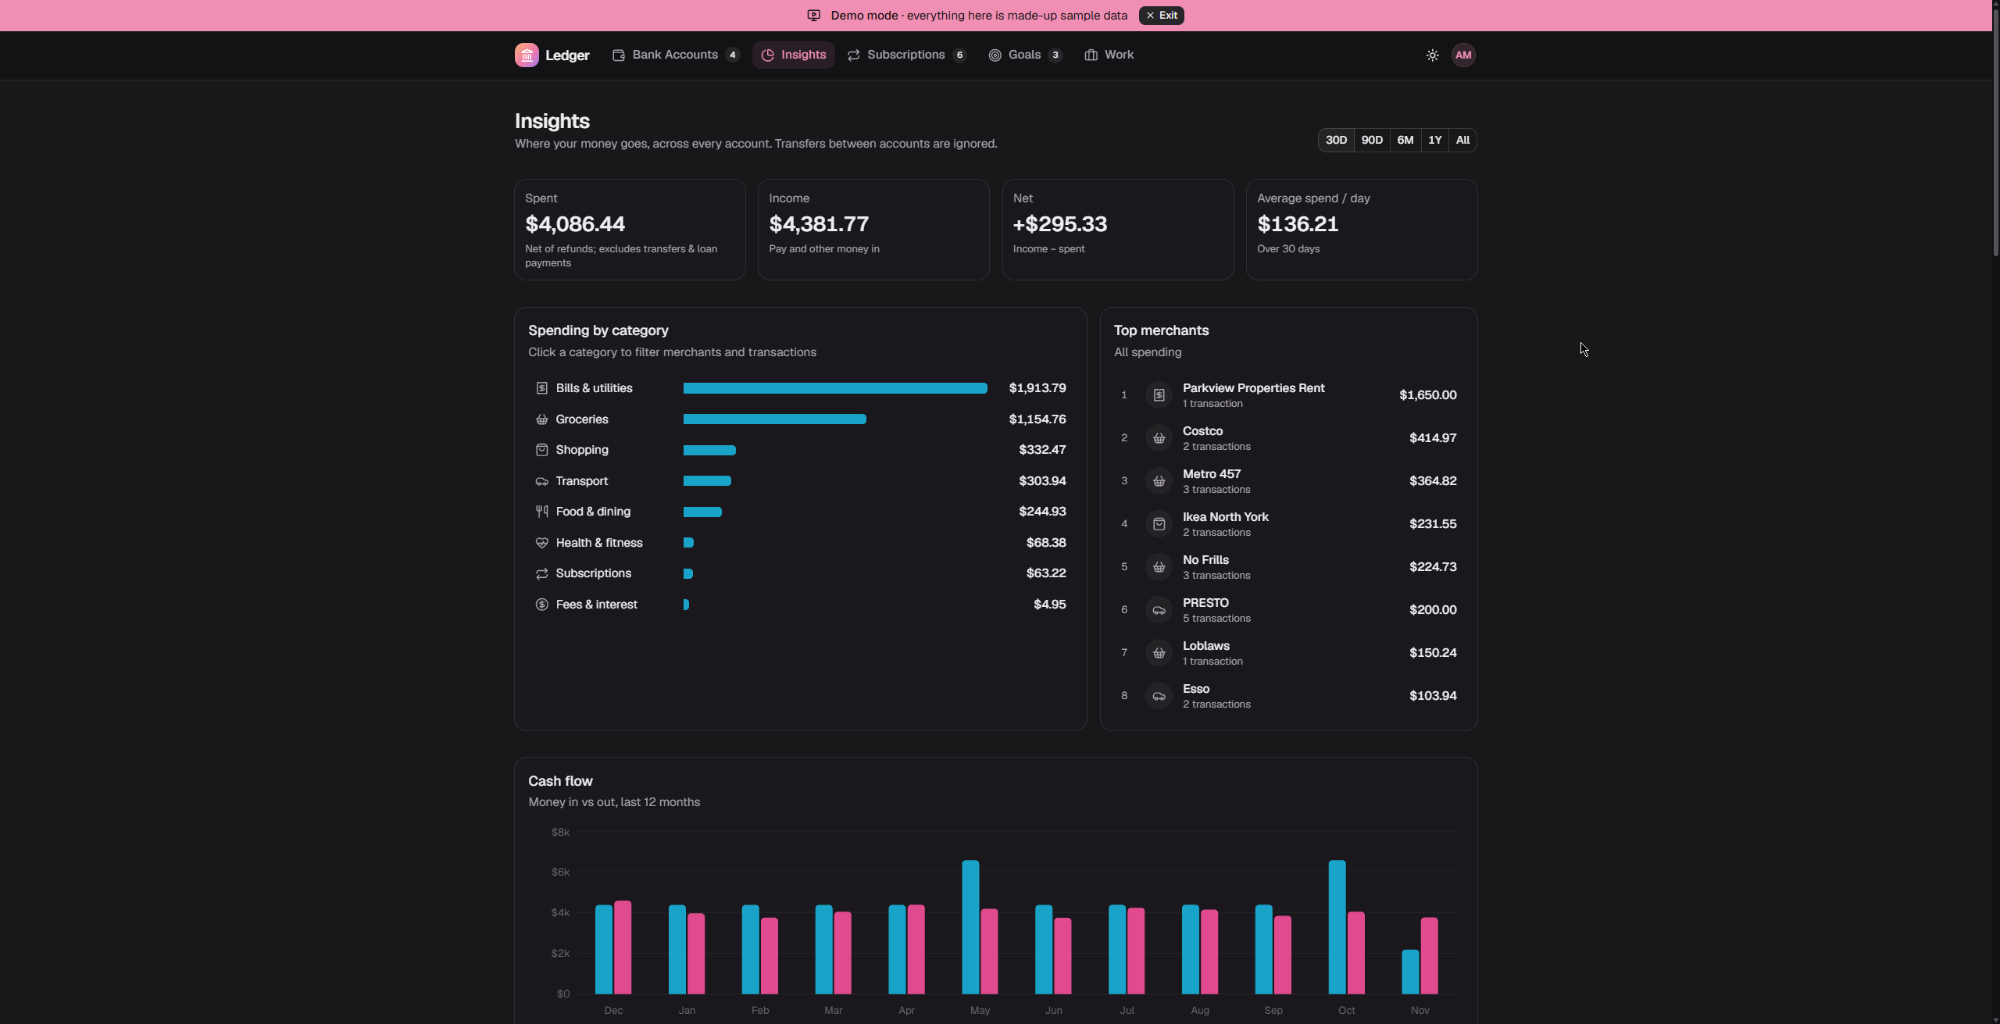 Demo mode · everything here is made-up sample data
Exit
Ledger
Bank Accounts 4
Insights
Subscriptions 6
Goals 3
Work
AM
Insights
Where your money goes, across every account. Transfers between accounts are ignored.
30D 90D 6M 1Y All
Spent
$4,086.44
Net of refunds; excludes transfers & loan
payments
Income
$4,381.77
Pay and other money in
Net
+$295.33
Income – spent
Average spend / day
$136.21
Over 30 days
Spending by category
Click a category to filter merchants and transactions
Bills & utilities $1,913.79
Groceries $1,154.76
Shopping $332.47
Transport $303.94
Food & dining $244.93
Health & fitness $68.38
Subscriptions $63.22
Fees & interest $4.95
Top merchants
All spending
1 Parkview Properties Rent $1,650.00
1 transaction
2 Costco $414.97
2 transactions
3 Metro 457 $364.82
3 transactions
4 Ikea North York $231.55
2 transactions
5 No Frills $224.73
3 transactions
6 PRESTO $200.00
5 transactions
7 Loblaws $150.24
1 transaction
8 Esso $103.94
2 transactions
Cash flow
Money in vs out, last 12 months
$8k
$6k
$4k
$2k
$0
Dec Jan Feb Mar Apr May Jun Jul Aug Sep Oct Nov